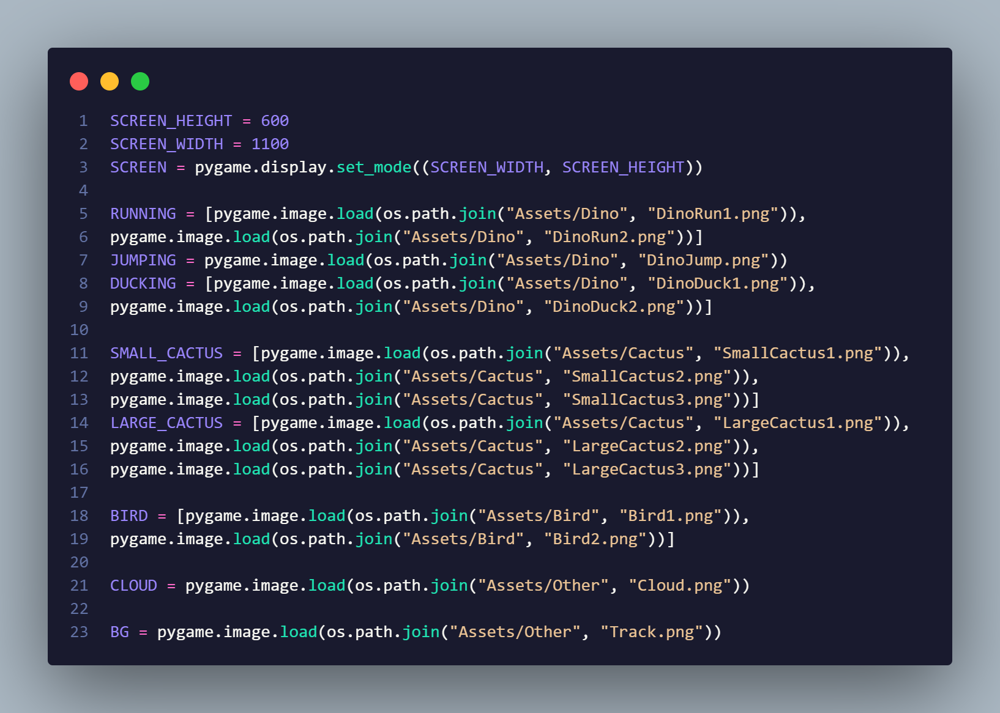 1 SCREEN_HEIGHT = 600
2 SCREEN_WIDTH = 1100
3 SCREEN = pygame.display.set_mode((SCREEN_WIDTH, SCREEN_HEIGHT))
4
5 RUNNING = [pygame.image.load(os.path.join("Assets/Dino", "DinoRun1.png")),
6 pygame.image.load(os.path.join("Assets/Dino", "DinoRun2.png"))]
7 JUMPING = pygame.image.load(os.path.join("Assets/Dino", "DinoJump.png"))
8 DUCKING = [pygame.image.load(os.path.join("Assets/Dino", "DinoDuck1.png")),
9 pygame.image.load(os.path.join("Assets/Dino", "DinoDuck2.png"))]
10
11 SMALL_CACTUS = [pygame.image.load(os.path.join("Assets/Cactus", "SmallCactus1.png")),
12 pygame.image.load(os.path.join("Assets/Cactus", "SmallCactus2.png")),
13 pygame.image.load(os.path.join("Assets/Cactus", "SmallCactus3.png"))]
14 LARGE_CACTUS = [pygame.image.load(os.path.join("Assets/Cactus", "LargeCactus1.png")),
15 pygame.image.load(os.path.join("Assets/Cactus", "LargeCactus2.png")),
16 pygame.image.load(os.path.join("Assets/Cactus", "LargeCactus3.png"))]
17
18 BIRD = [pygame.image.load(os.path.join("Assets/Bird", "Bird1.png")),
19 pygame.image.load(os.path.join("Assets/Bird", "Bird2.png"))]
20
21 CLOUD = pygame.image.load(os.path.join("Assets/Other", "Cloud.png"))
22
23 BG = pygame.image.load(os.path.join("Assets/Other", "Track.png"))